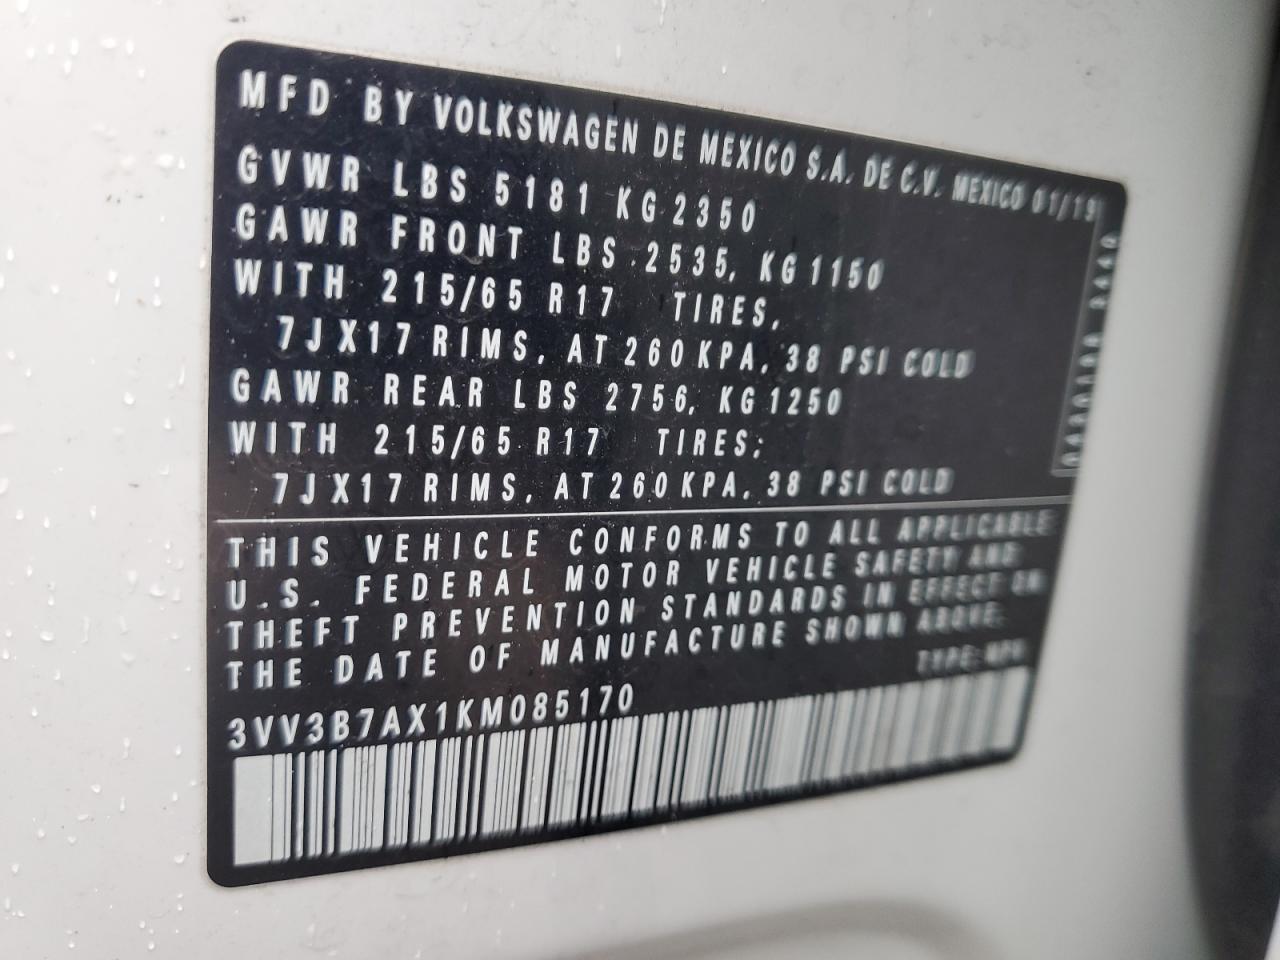 MFD BY VOLKSWAGEN DE MEXICO S.A. DE C.V. MEXICO 01/19
GVWR LBS 5181 KG 2350
GAWR FRONT LBS 2535, KG 1150
WITH 215/65 R17 TIRES,
7JX17 RIMS, AT 260 KPA, 38 PSI COLD
GAWR REAR LBS 2756, KG 1250
WITH 215/65 R17 TIRES;
7JX17 RIMS, AT 260 KPA, 38 PSI COLD
THIS VEHICLE CONFORMS TO ALL APPLICABLE
U.S. FEDERAL MOTOR VEHICLE SAFETY AND
THEFT PREVENTION STANDARDS IN EFFECT ON
THE DATE OF MANUFACTURE SHOWN ABOVE.
TYPE: MPV
3VV3B7AX1KM085170